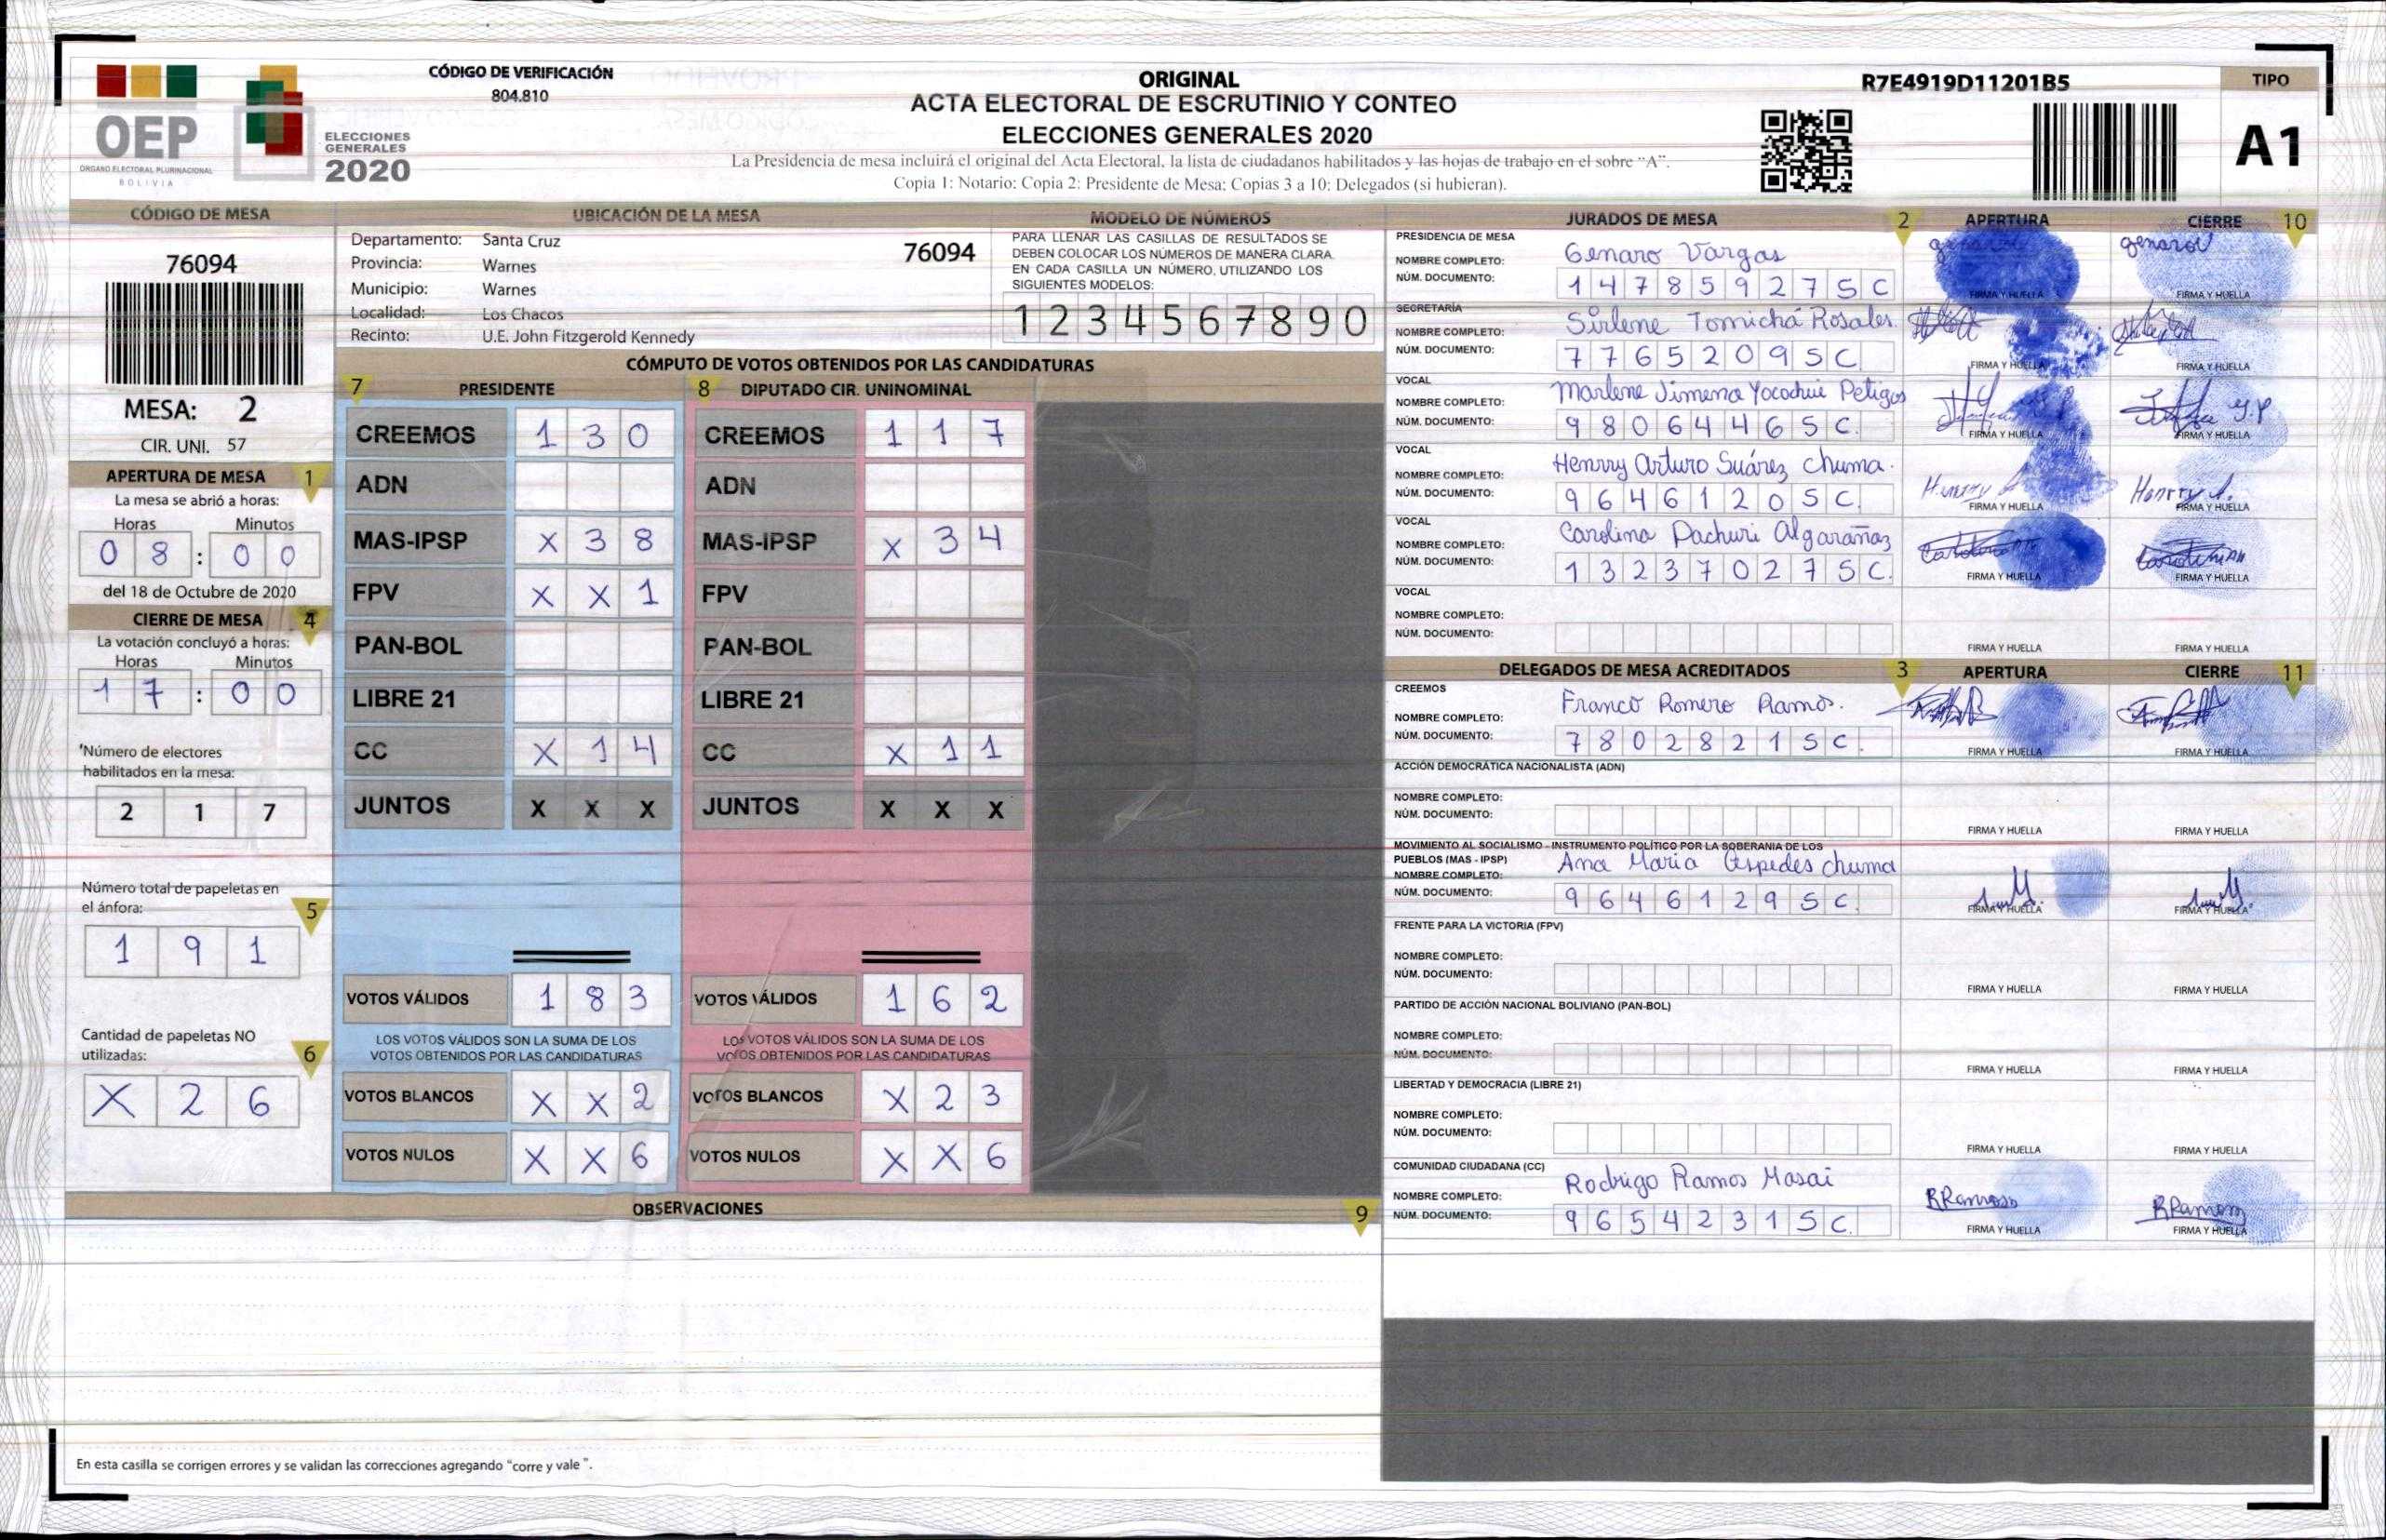 CÓDIGO DE VERIFICACIÓN
804.810
OEP
ÓRGANO ELECTORAL PLURINACIONAL
BOLIVIA
ELECCIONES
GENERALES
2020
ORIGINAL
ACTA ELECTORAL DE ESCRUTINIO Y CONTEO
ELECCIONES GENERALES 2020
La Presidencia de mesa incluirá el original del Acta Electoral, la lista de ciudadanos habilitados y las hojas de trabajo en el sobre "A".
Copia 1: Notario; Copia 2: Presidente de Mesa; Copias 3 a 10: Delegados (si hubieran).
R7E4919D11201B5
TIPO
A1
CÓDIGO DE MESA
76094
MESA: 2
CIR. UNI. 57
APERTURA DE MESA 1
La mesa se abrió a horas:
Horas Minutos
0 8 : 0 0
del 18 de Octubre de 2020
CIERRE DE MESA 4
La votación concluyó a horas:
Horas Minutos
1 7 : 0 0
Número de electores
habilitados en la mesa:
2 1 7
Número total de papeletas en
el ánfora: 5
1 9 1
Cantidad de papeletas NO
utilizadas: 6
X 2 6
UBICACIÓN DE LA MESA
Departamento: Santa Cruz
76094
Provincia: Warnes
Municipio: Warnes
Localidad: Los Chacos
Recinto: U.E. John Fitzgerold Kennedy
MODELO DE NÚMEROS
PARA LLENAR LAS CASILLAS DE RESULTADOS SE
DEBEN COLOCAR LOS NÚMEROS DE MANERA CLARA.
EN CADA CASILLA UN NÚMERO, UTILIZANDO LOS
SIGUIENTES MODELOS:
1 2 3 4 5 6 7 8 9 0
CÓMPUTO DE VOTOS OBTENIDOS POR LAS CANDIDATURAS
7 PRESIDENTE 8 DIPUTADO CIR. UNINOMINAL
CREEMOS 1 3 0 CREEMOS 1 1 7
ADN ADN
MAS-IPSP X 3 8 MAS-IPSP X 3 4
FPV X X 1 FPV
PAN-BOL PAN-BOL
LIBRE 21 LIBRE 21
CC X 1 4 CC X 1 1
JUNTOS X X X JUNTOS X X X
VOTOS VÁLIDOS 1 8 3 VOTOS VÁLIDOS 1 6 2
LOS VOTOS VÁLIDOS SON LA SUMA DE LOS LOS VOTOS VÁLIDOS SON LA SUMA DE LOS
VOTOS OBTENIDOS POR LAS CANDIDATURAS VOTOS OBTENIDOS POR LAS CANDIDATURAS
VOTOS BLANCOS X X 2 VOTOS BLANCOS X 2 3
VOTOS NULOS X X 6 VOTOS NULOS X X 6
OBSERVACIONES 9
En esta casilla se corrigen errores y se validan las correcciones agregando "corre y vale".
JURADOS DE MESA 2 APERTURA CIERRE 10
PRESIDENCIA DE MESA
NOMBRE COMPLETO: Genaro Vargas
genarov
NÚM. DOCUMENTO: 1 4 7 8 5 9 2 7 S C
FIRMA Y HUELLA FIRMA Y HUELLA
SECRETARÍA
NOMBRE COMPLETO: Sirlene Tomichá Rosales.
NÚM. DOCUMENTO: 7 7 6 5 2 0 9 S C
FIRMA Y HUELLA FIRMA Y HUELLA
VOCAL
NOMBRE COMPLETO: Marlene Jimena
NÚM. DOCUMENTO: 9 8 0 6 4 4 6 S C.
FIRMA Y HUELLA FIRMA Y HUELLA
VOCAL
NOMBRE COMPLETO: Henrry Arturo Suárez Chuma.
NÚM. DOCUMENTO: 9 6 4 6 1 2 0 S C.
Henrry A.
FIRMA Y HUELLA FIRMA Y HUELLA
VOCAL
NOMBRE COMPLETO: Carolina Pachuri Algarañaz
NÚM. DOCUMENTO: 1 3 2 3 7 0 2 7 S C.
FIRMA Y HUELLA FIRMA Y HUELLA
VOCAL
NOMBRE COMPLETO:
NÚM. DOCUMENTO:
FIRMA Y HUELLA FIRMA Y HUELLA
DELEGADOS DE MESA ACREDITADOS 3 APERTURA CIERRE 11
CREEMOS
NOMBRE COMPLETO: Franco Romero Ramos.
NÚM. DOCUMENTO: 7 8 0 2 8 2 1 S C.
FIRMA Y HUELLA FIRMA Y HUELLA
ACCIÓN DEMOCRÁTICA NACIONALISTA (ADN)
NOMBRE COMPLETO:
NÚM. DOCUMENTO:
FIRMA Y HUELLA FIRMA Y HUELLA
MOVIMIENTO AL SOCIALISMO - INSTRUMENTO POLÍTICO POR LA SOBERANIA DE LOS
PUEBLOS (MAS - IPSP)
NOMBRE COMPLETO: Ana Maria Cespedes Chuma
NÚM. DOCUMENTO: 9 6 4 6 1 2 9 S C.
FIRMA Y HUELLA FIRMA Y HUELLA
FRENTE PARA LA VICTORIA (FPV)
NOMBRE COMPLETO:
NÚM. DOCUMENTO:
FIRMA Y HUELLA FIRMA Y HUELLA
PARTIDO DE ACCIÓN NACIONAL BOLIVIANO (PAN-BOL)
NOMBRE COMPLETO:
NÚM. DOCUMENTO:
FIRMA Y HUELLA FIRMA Y HUELLA
LIBERTAD Y DEMOCRACIA (LIBRE 21)
NOMBRE COMPLETO:
NÚM. DOCUMENTO:
FIRMA Y HUELLA FIRMA Y HUELLA
COMUNIDAD CIUDADANA (CC)
NOMBRE COMPLETO: Rodrigo Ramos Masai
NÚM. DOCUMENTO: 9 6 5 4 2 3 1 S C.
FIRMA Y HUELLA FIRMA Y HUELLA